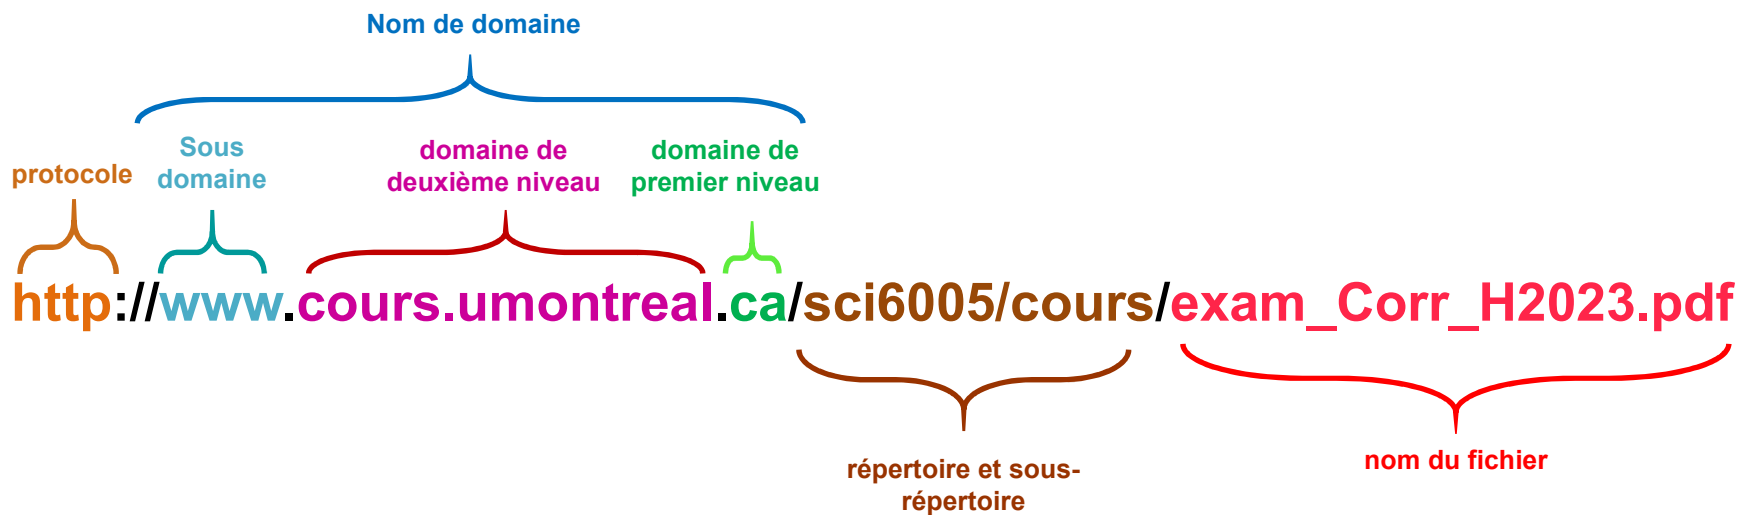 Nom de domaine
protocole
Sous
domaine
domaine de
deuxième niveau
domaine de
premier niveau
http://www.cours.umontreal.ca/sci6005/cours/exam_Corr_H2023.pdf
répertoire et sous-
répertoire
nom du fichier